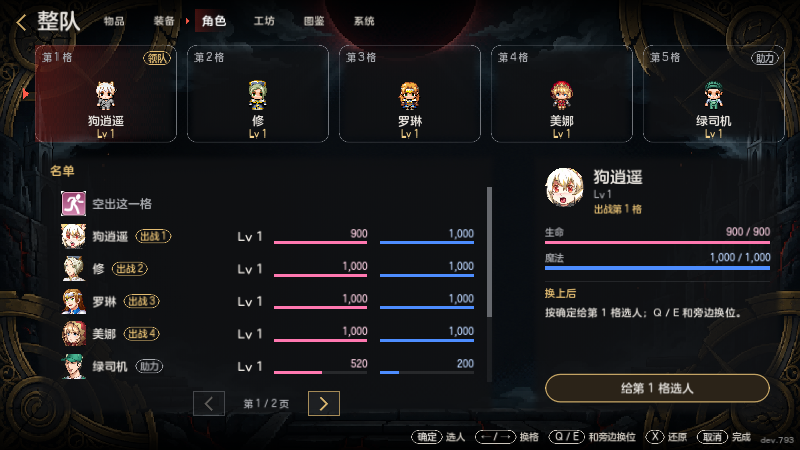 整队 物品 装备 角色 工坊 图鉴 系统
第1格 领队 第2格 第3格 第4格 第5格 助力
狗逍遥 修 罗琳 美娜 绿司机
Lv 1 Lv 1 Lv 1 Lv 1 Lv 1
名单
空出这一格
狗逍遥 出战1 Lv 1 900 1,000
修 出战2 Lv 1 1,000 1,000
罗琳 出战3 Lv 1 1,000 1,000
美娜 出战4 Lv 1 1,000 1,000
绿司机 助力 Lv 1 520 200
第 1 / 2 页
狗逍遥
Lv 1
出战第 1 格
生命 900 / 900
魔法 1,000 / 1,000
换上后
按确定给第 1 格选人；Q / E 和旁边换位。
给第 1 格选人
确定 选人 ←/→ 换格 Q / E 和旁边换位 X 还原 取消 完成 dev.793